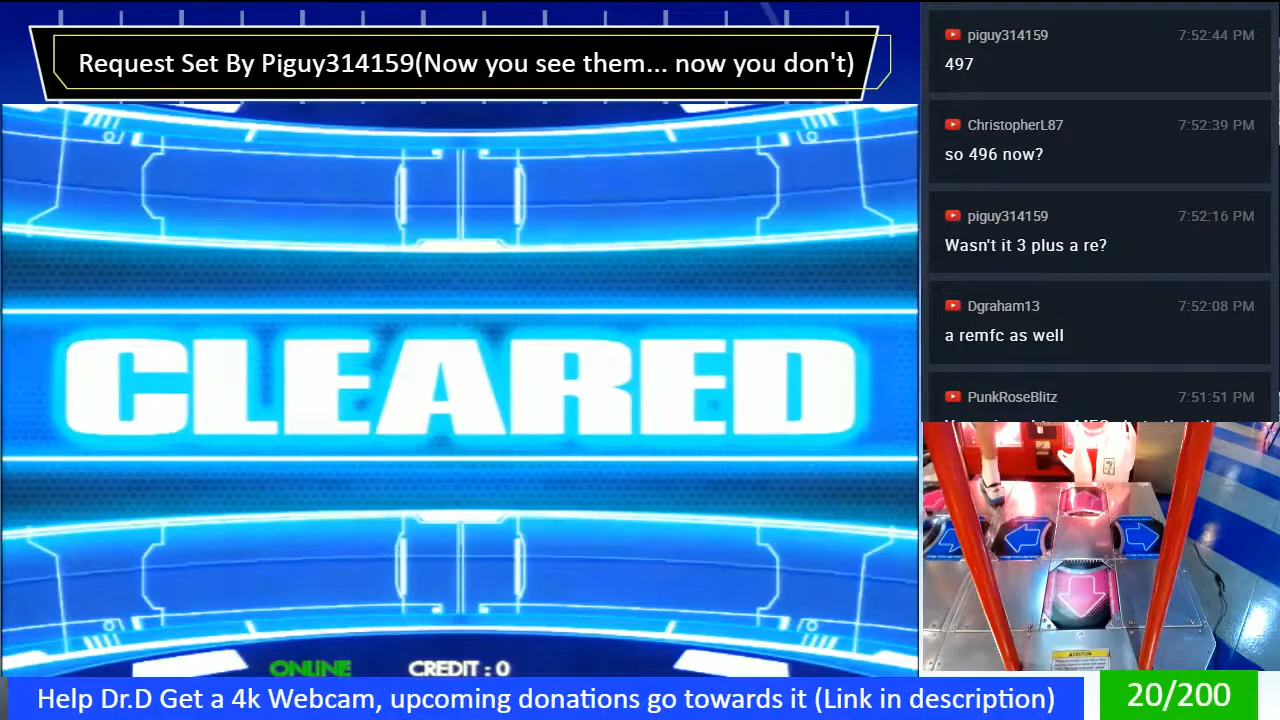 Request Set By Piguy314159(Now you see them... now you don't)
CLEARED
ONLINE
CREDIT : 0
piguy314159 7:52:44 PM
497
ChristopherL87 7:52:39 PM
so 496 now?
piguy314159 7:52:16 PM
Wasn't it 3 plus a re?
Dgraham13 7:52:08 PM
a remfc as well
PunkRoseBlitz 7:51:51 PM
CAUTION
Help Dr.D Get a 4k Webcam, upcoming donations go towards it (Link in description)
20/200